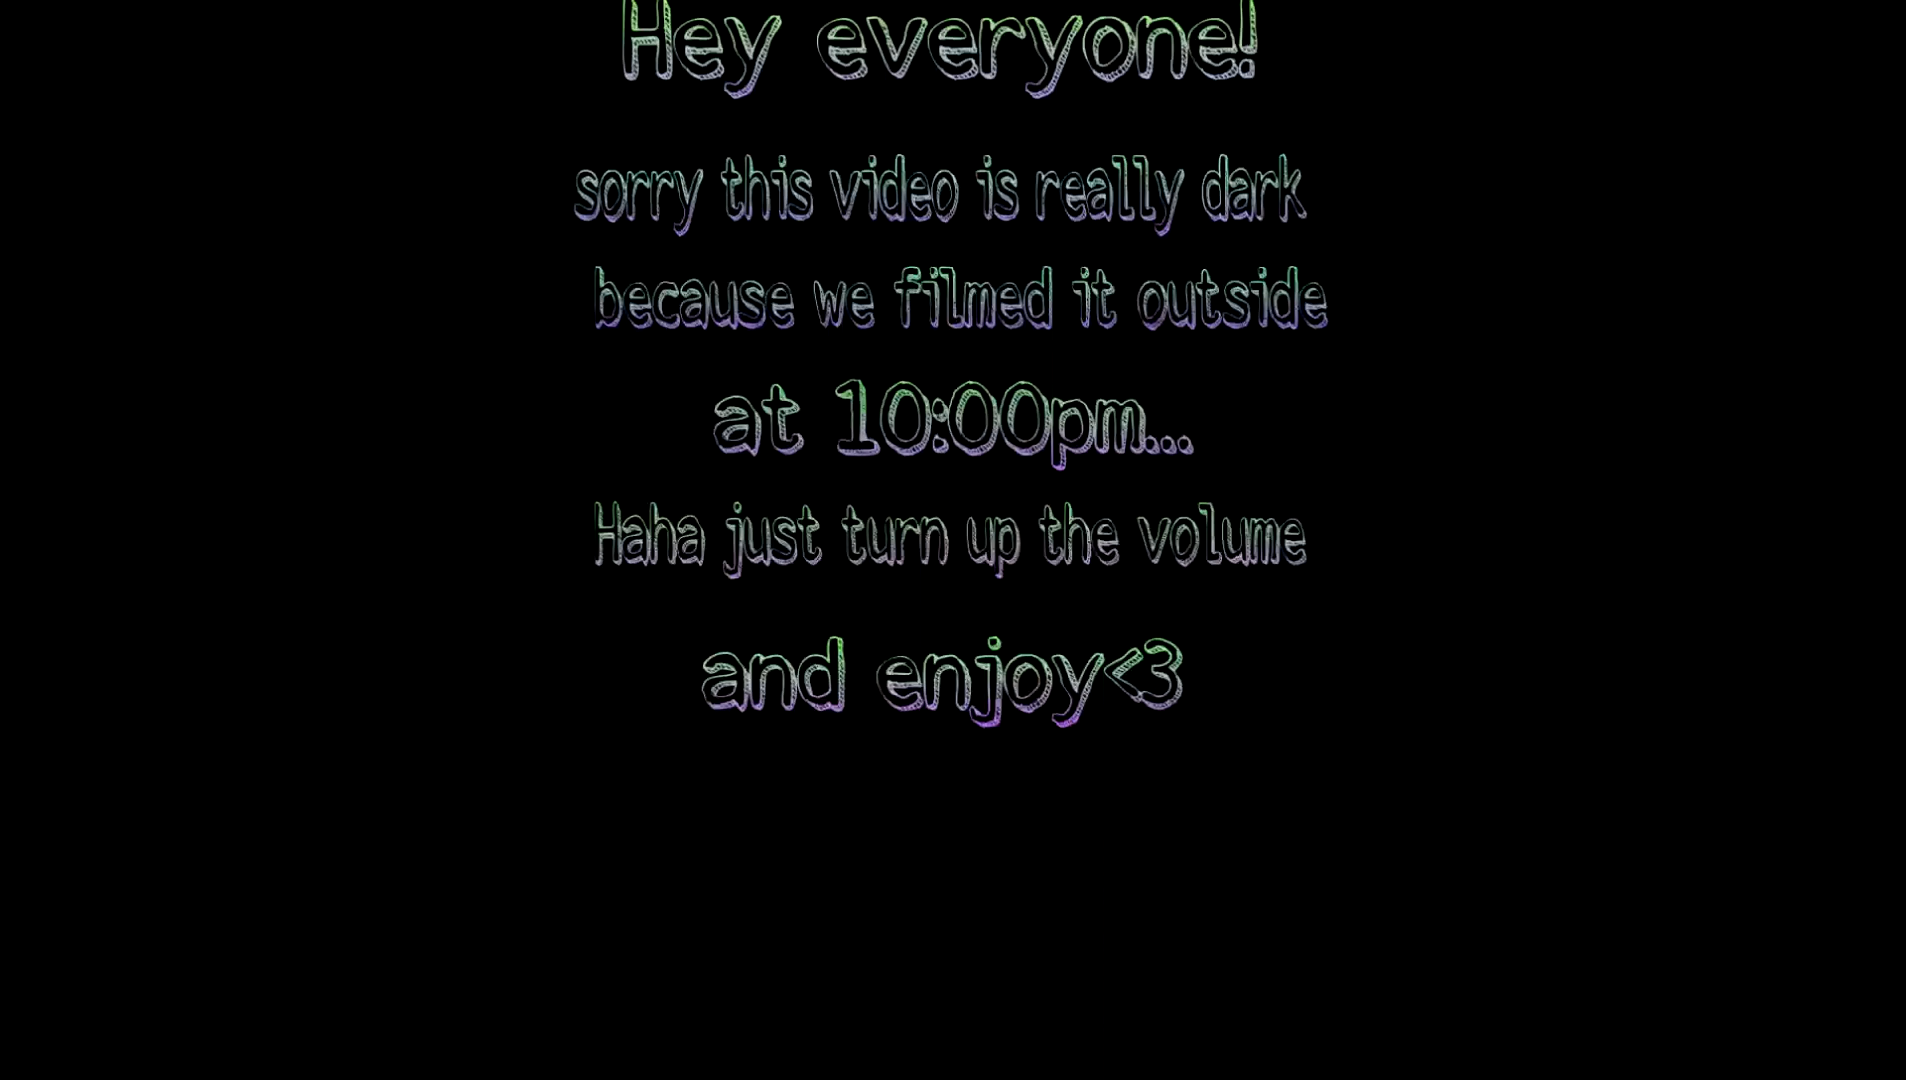 Hey everyone!
sorry this video is really dark
because we filmed it outside
at 10:00pm...
Haha just turn up the volume
and enjoy<3